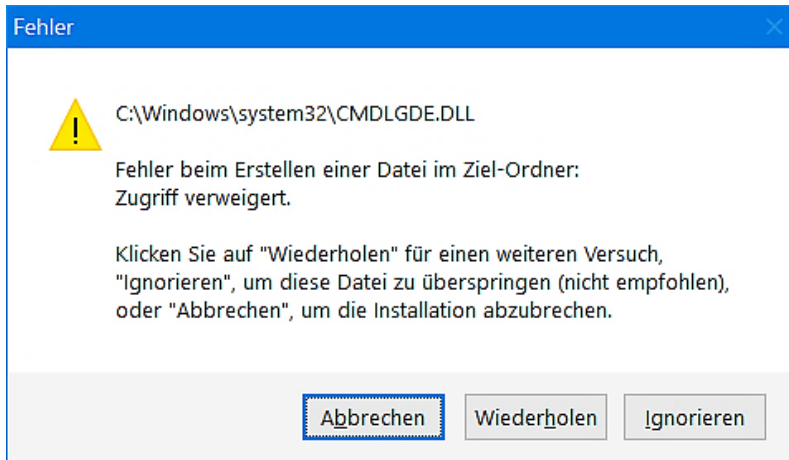 Fehler
C:\Windows\system32\CMDLGDE.DLL
Fehler beim Erstellen einer Datei im Ziel-Ordner:
Zugriff verweigert.
Klicken Sie auf "Wiederholen" für einen weiteren Versuch,
"Ignorieren", um diese Datei zu überspringen (nicht empfohlen),
oder "Abbrechen", um die Installation abzubrechen.
Abbrechen
Wiederholen
Ignorieren